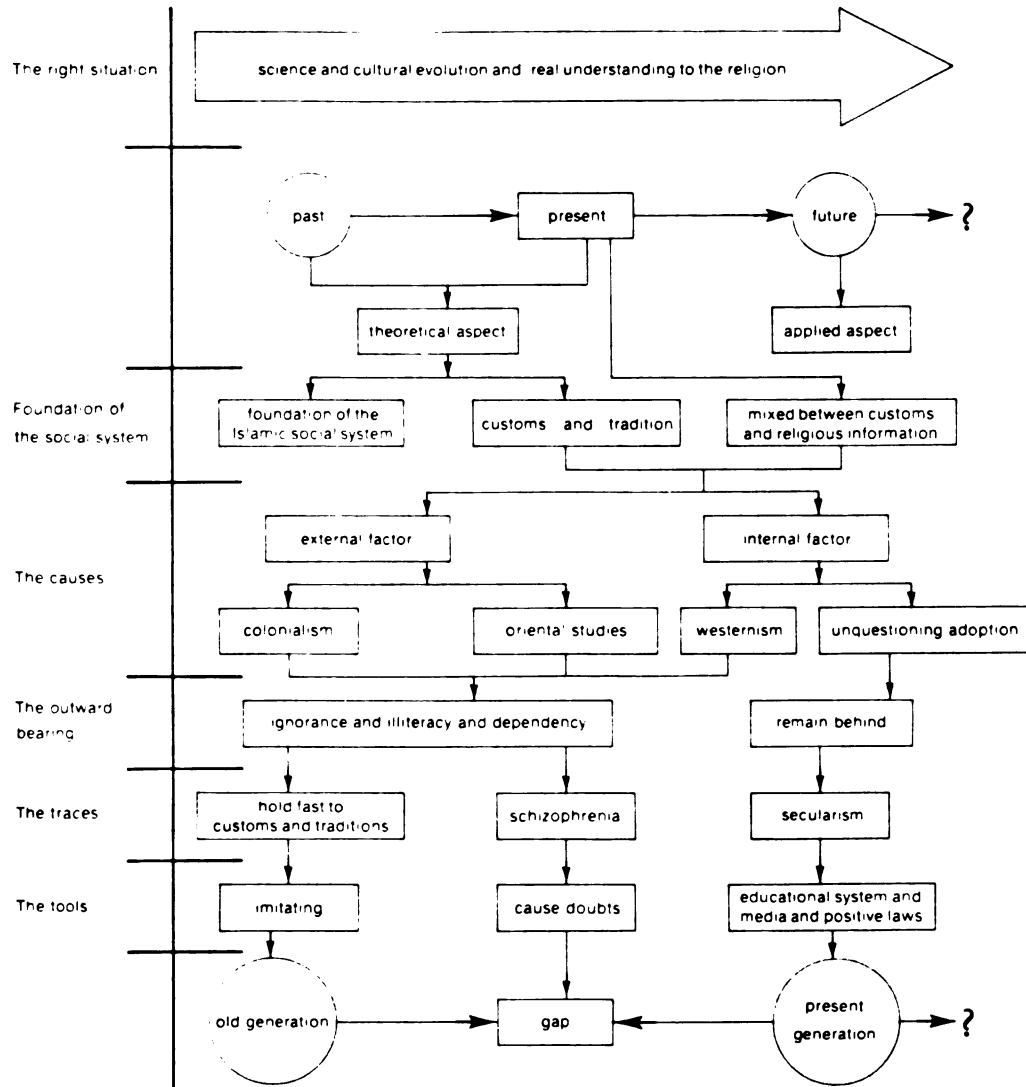 The right situation
science and cultural evolution and real understanding to the religion
past
present
future
?
theoretical aspect
applied aspect
Foundation of
the social system
foundation of the
Islamic social system
customs and tradition
mixed between customs
and religious information
external factor
internal factor
The causes
colonialism
oriental studies
westernism
unquestioning adoption
The outward
bearing
ignorance and illiteracy and dependency
remain behind
The traces
hold fast to
customs and traditions
schizophrenia
secularism
The tools
imitating
cause doubts
educational system and
media and positive laws
old generation
gap
present
generation
?